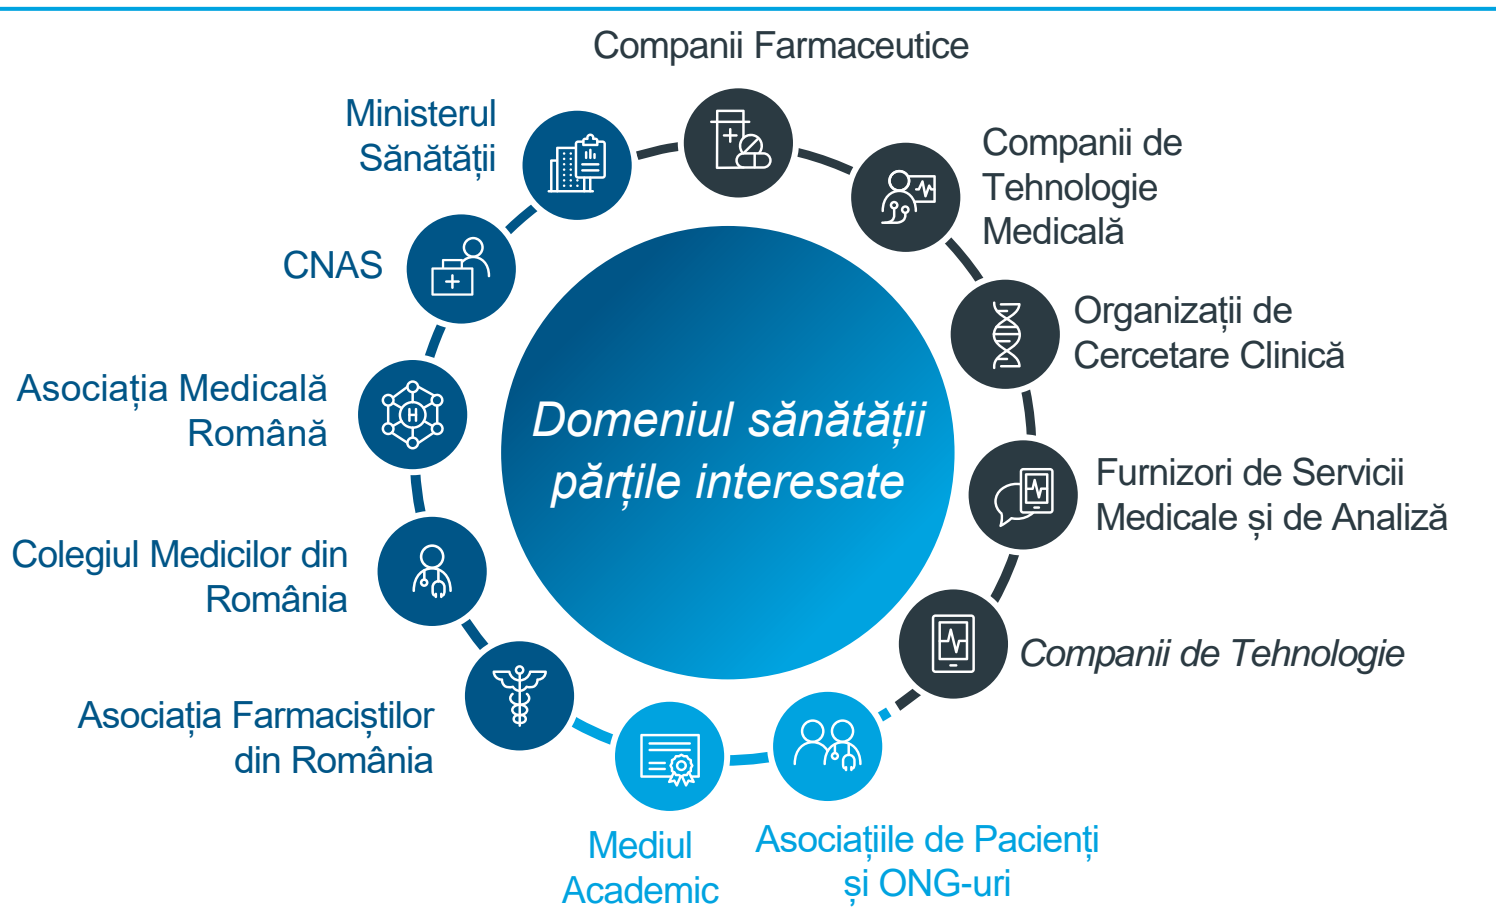 Companii Farmaceutice
Ministerul
Sănătății
Companii de
Tehnologie
Medicală
CNAS
Organizații de
Cercetare Clinică
Asociația Medicală
Română
H
Domeniul sănătății
părțile interesate
Furnizori de Servicii
Medicale și de Analiză
Colegiul Medicilor din
România
Companii de Tehnologie
Asociația Farmaciștilor
din România
Mediul
Academic
Asociațiile de Pacienți
și ONG-uri